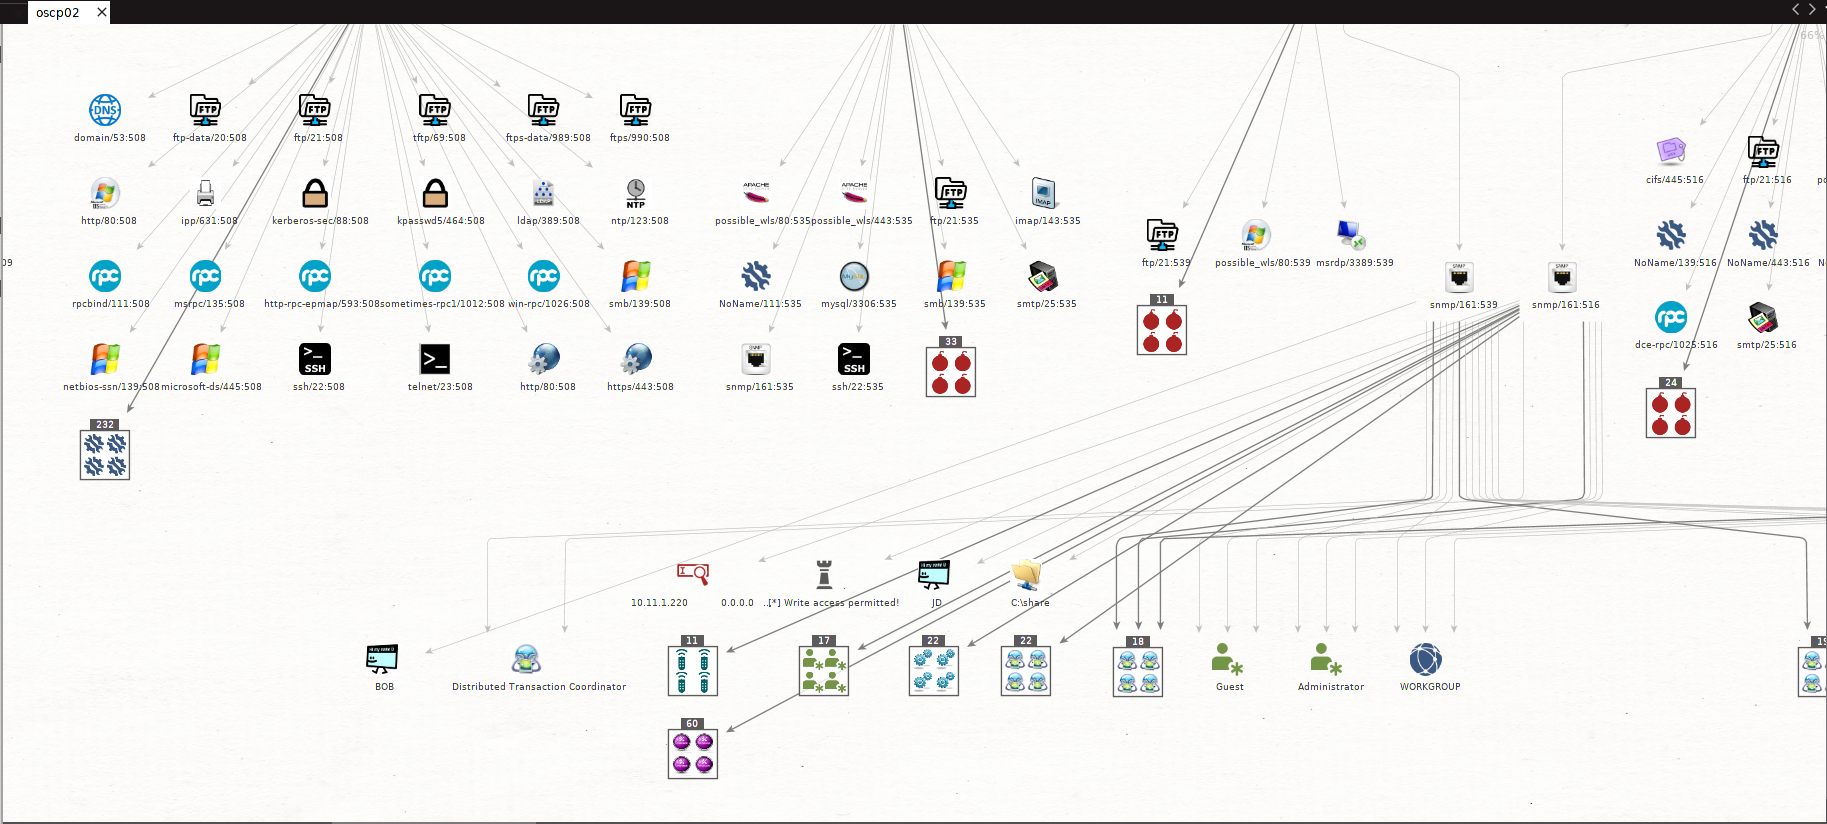 oscp02
66%
domain/53:508
ftp-data/20:508
ftp/21:508
tftp/69:508
ftps-data/989:508
ftps/990:508
http/80:508
ipp/631:508
kerberos-sec/88:508
kpasswd5/464:508
ldap/389:508
ntp/123:508
rpcbind/111:508
msrpc/135:508
http-rpc-epmap/593:508
sometimes-rpc1/1012:508
win-rpc/1026:508
smb/139:508
netbios-ssn/139:508
microsoft-ds/445:508
ssh/22:508
telnet/23:508
http/80:508
https/443:508
232
possible_wls/80:535
possible_wls/443:535
ftp/21:535
imap/143:535
NoName/111:535
mysql/3306:535
smb/139:535
smtp/25:535
snmp/161:535
ssh/22:535
33
ftp/21:539
possible_wls/80:539
msrdp/3389:539
11
snmp/161:539
snmp/161:516
cifs/445:516
ftp/21:516
NoName/139:516
NoName/443:516
dce-rpc/1025:516
smtp/25:516
24
09
10.11.1.220
0.0.0.0
..[*] Write access permitted!
JD
C:\share
BOB
Distributed Transaction Coordinator
11
17
22
22
18
Guest
Administrator
WORKGROUP
19
60